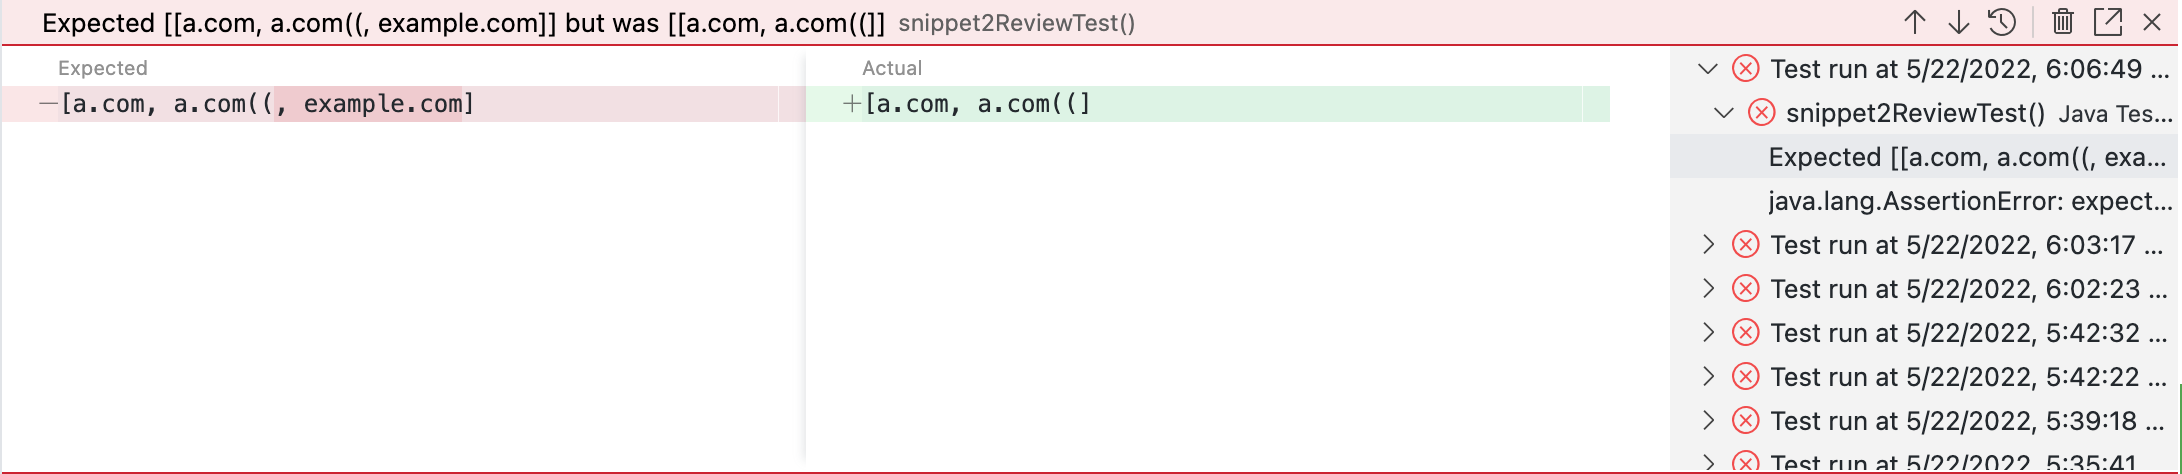 Expected [[a.com, a.com((, example.com]] but was [[a.com, a.com((]] snippet2ReviewTest()
Expected
Actual
—[a.com, a.com((, example.com]
+[a.com, a.com((]
Test run at 5/22/2022, 6:06:49 ...
snippet2ReviewTest() Java Tes...
Expected [[a.com, a.com((, exa...
java.lang.AssertionError: expect...
Test run at 5/22/2022, 6:03:17 ...
Test run at 5/22/2022, 6:02:23 ...
Test run at 5/22/2022, 5:42:32 ...
Test run at 5/22/2022, 5:42:22 ...
Test run at 5/22/2022, 5:39:18 ...
Test run at 5/22/2022, 5:35:41